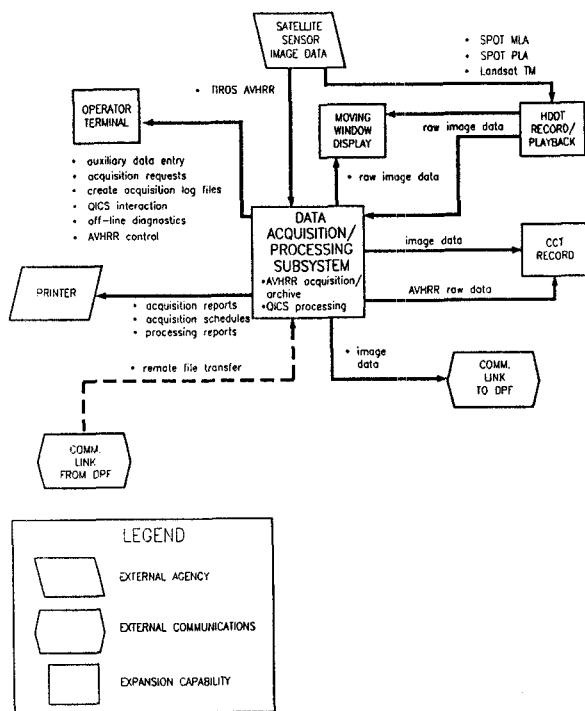 SATELLITE
SENSOR
IMAGE DATA
• SPOT MLA
• SPOT PLA
• Landsat TM
• TIROS AVHRR
OPERATOR
TERMINAL
MOVING
WINDOW
DISPLAY
raw image data
HDDT
RECORD/
PLAYBACK
• auxiliary data entry
• acquisition requests
• create acquisition log files
• QICS interaction
• off-line diagnostics
• AVHRR control
• raw image data
DATA
ACQUISITION/
PROCESSING
SUBSYSTEM
•AVHRR acquisition/
archive
•QICS processing
image data
CCT
RECORD
AVHRR raw data
PRINTER
• acquisition reports
• acquisition schedules
• processing reports
• remote file transfer
• image
data
COMM.
LINK
TO DPF
COMM.
LINK
FROM DPF
LEGEND
EXTERNAL AGENCY
EXTERNAL COMMUNICATIONS
EXPANSION CAPABILITY